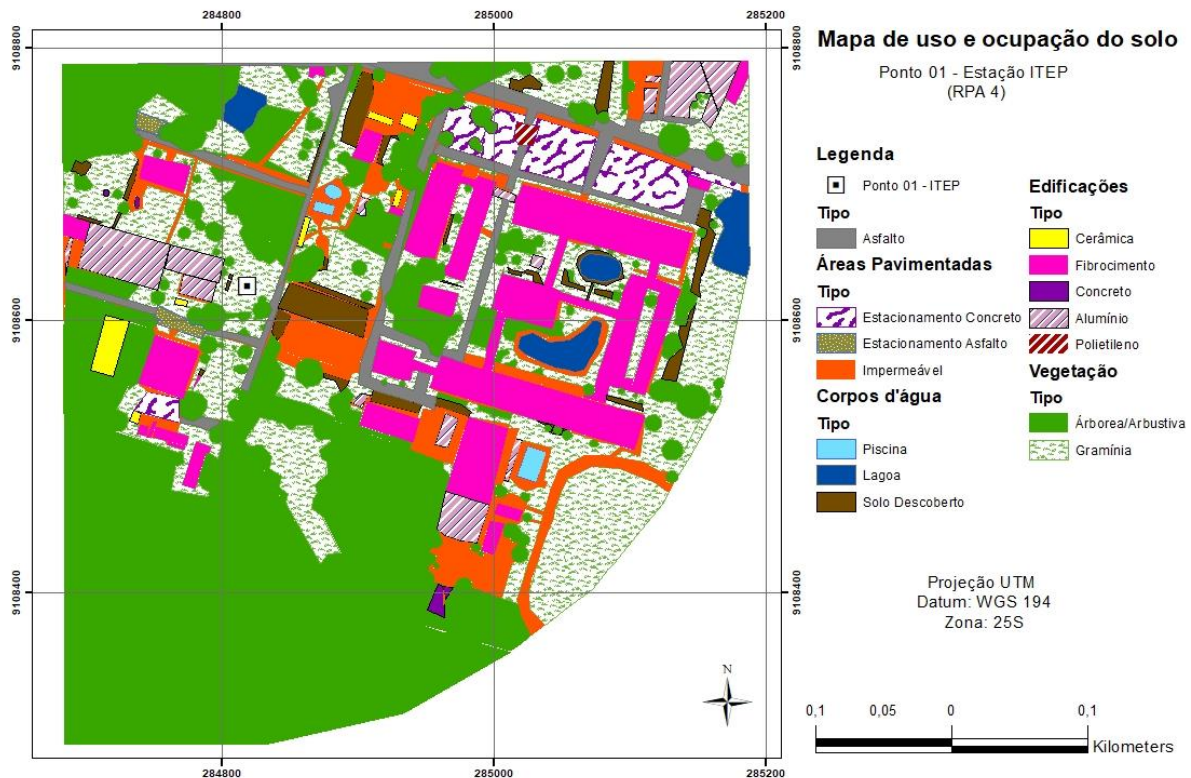 284800 285000 285200
9108800 9108800
9108600 9108600
9108400 9108400
284800 285000 285200
N
Mapa de uso e ocupação do solo
Ponto 01 - Estação ITEP
(RPA 4)
Legenda
Ponto 01 - ITEP
Tipo
Asfalto
Áreas Pavimentadas
Tipo
Estacionamento Concreto
Estacionamento Asfalto
Impermeável
Corpos d'água
Tipo
Piscina
Lagoa
Solo Descoberto
Edificações
Tipo
Cerâmica
Fibrocimento
Concreto
Alumínio
Polietileno
Vegetação
Tipo
Árborea/Arbustiva
Gramínia
Projeção UTM
Datum: WGS 194
Zona: 25S
0,1 0,05 0 0,1
Kilometers